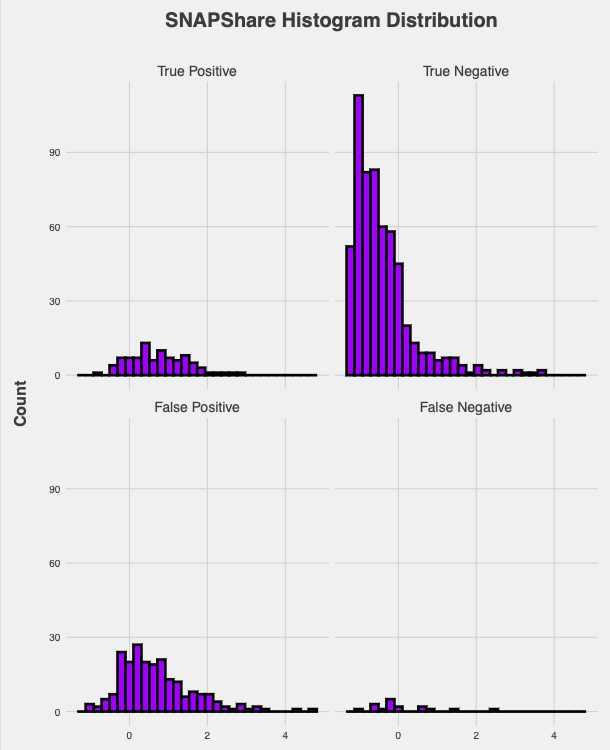 SNAPShare Histogram Distribution
True Positive
True Negative
90
60
30
0
Count
False Positive
False Negative
90
60
30
0
0 2 4
0 2 4